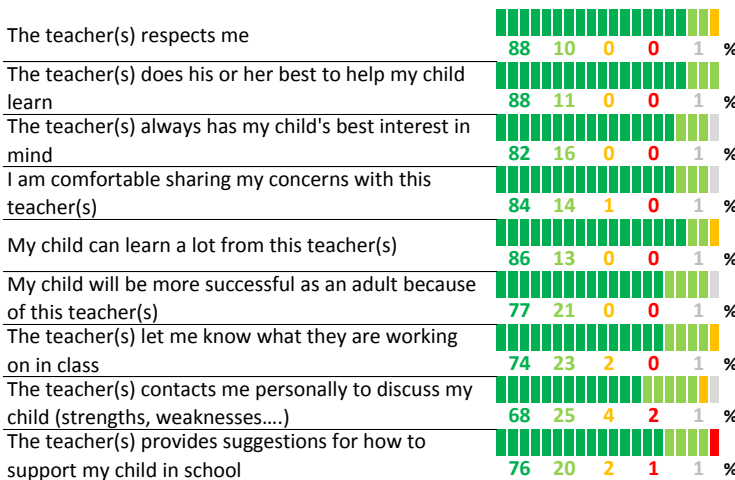 The teacher(s) respects me
88 10 0 0 1 %
The teacher(s) does his or her best to help my child
learn
88 11 0 0 1 %
The teacher(s) always has my child's best interest in
mind
82 16 0 0 1 %
I am comfortable sharing my concerns with this
teacher(s)
84 14 1 0 1 %
My child can learn a lot from this teacher(s)
86 13 0 0 1 %
My child will be more successful as an adult because
of this teacher(s)
77 21 0 0 1 %
The teacher(s) let me know what they are working
on in class
74 23 2 0 1 %
The teacher(s) contacts me personally to discuss my
child (strengths, weaknesses….)
68 25 4 2 1 %
The teacher(s) provides suggestions for how to
support my child in school
76 20 2 1 1 %